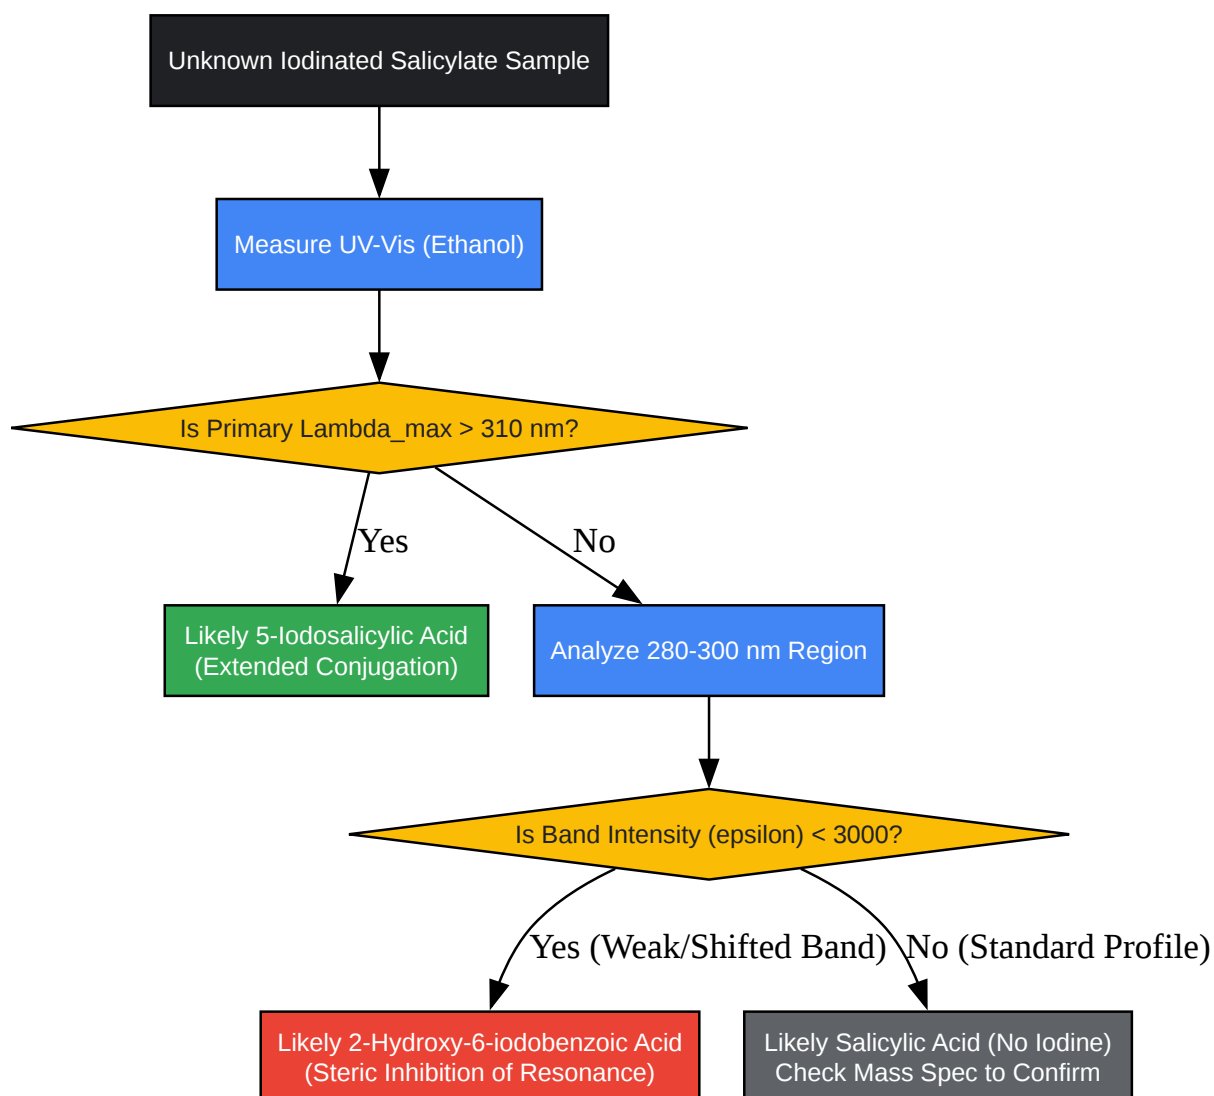 Unknown Iodinated Salicylate Sample
Measure UV-Vis (Ethanol)
Is Primary Lambda_max > 310 nm?
Yes
No
Likely 5-Iodosalicylic Acid
(Extended Conjugation)
Analyze 280-300 nm Region
Is Band Intensity (epsilon) < 3000?
Yes (Weak/Shifted Band)
No (Standard Profile)
Likely 2-Hydroxy-6-iodobenzoic Acid
(Steric Inhibition of Resonance)
Likely Salicylic Acid (No Iodine)
Check Mass Spec to Confirm